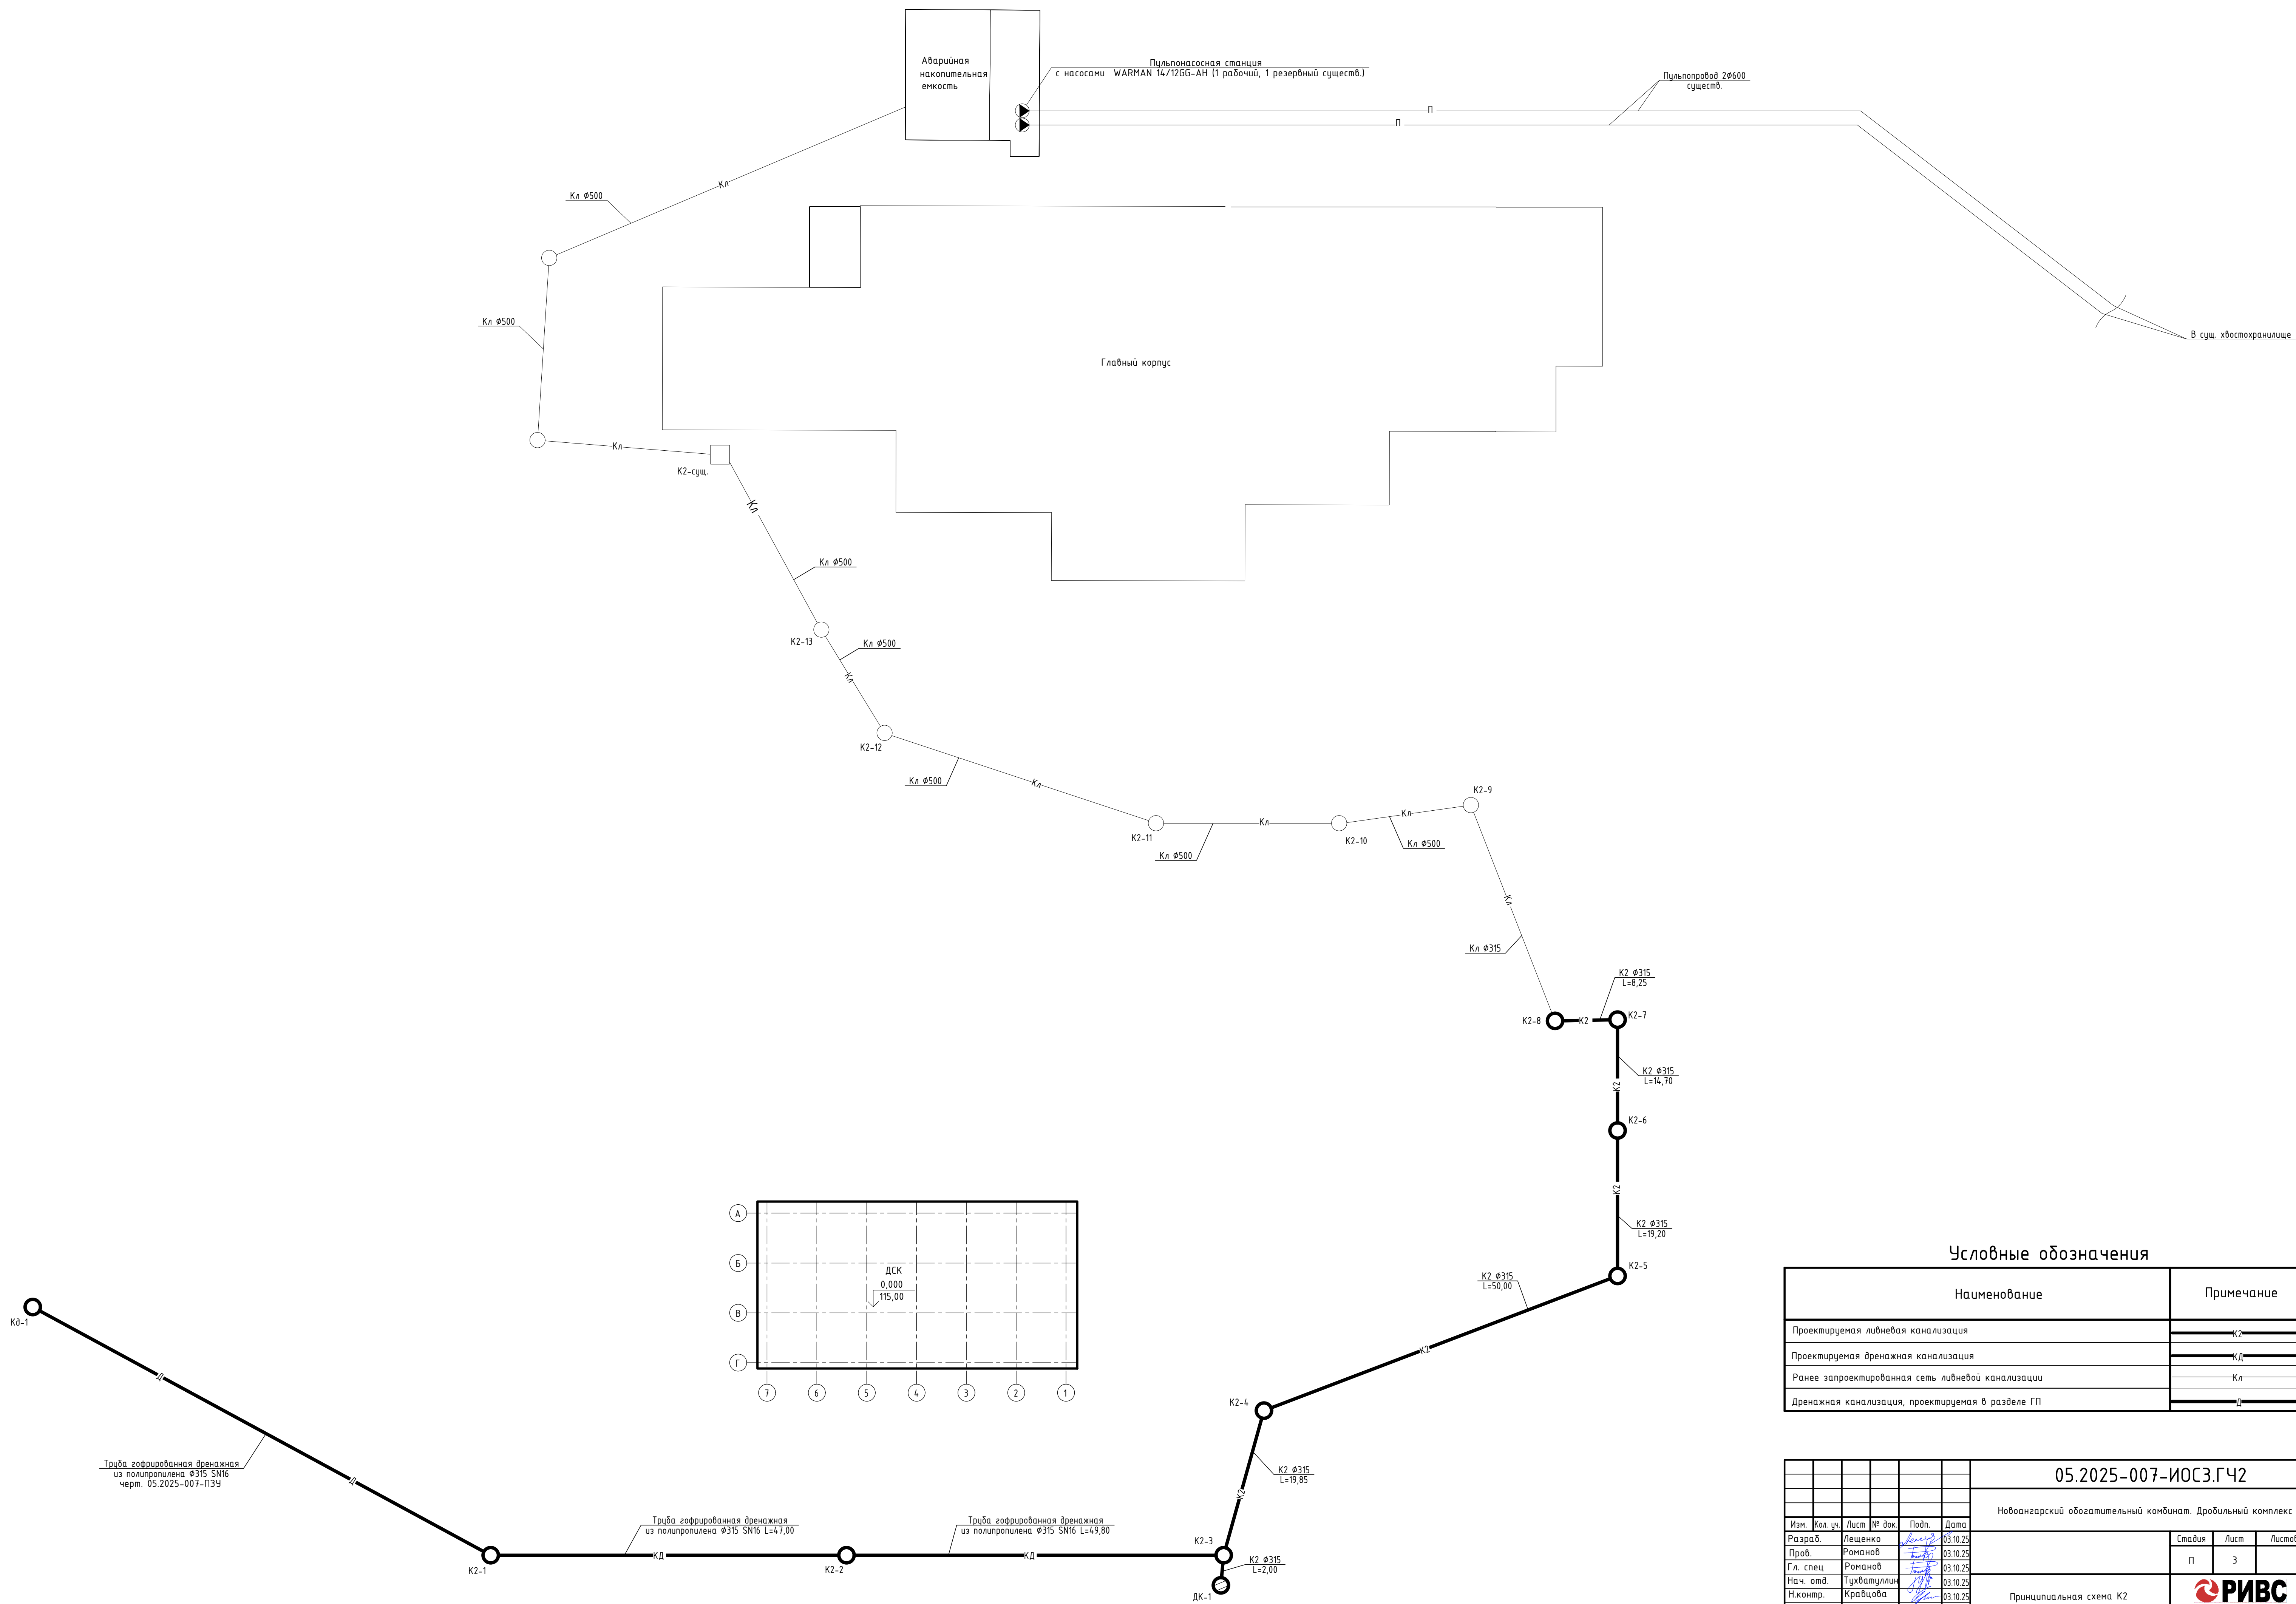 Аварийная
накопительная
емкость
Пульпонасосная станция
с насосами WARMAN 14/12GG-AH (1 рабочий, 1 резервный существ.)
Пульпопровод 2Ф600
существ.
П
П
Кл
Кл Ф500
Кл Ф500
В сущ. хвостохранилище
Главный корпус
Кл
К2-сущ.
Кл
Кл Ф500
К2-13
Кл Ф500
Кл
К2-12
Кл Ф500
Кл
К2-11
Кл
Кл Ф500
К2-10
Кл
Кл Ф500
К2-9
Кл
Кл Ф315
К2 Ф315
L=8,25
К2-8
К2
К2-7
К2 Ф315
L=14,70
К2
К2-6
К2
К2 Ф315
L=19,20
К2-5
К2 Ф315
L=50,00
К2
К2-4
К2 Ф315
L=19,85
К2
К2-3
К2 Ф315
L=2,00
ДК-1
А
Б
В
Г
ДСК
0,000
115,00
7
6
5
4
3
2
1
Кд-1
Д
Труба гофрированная дренажная
из полипропилена Ф315 SN16
черт. 05.2025-007-ПЗУ
Д
К2-1
Труба гофрированная дренажная
из полипропилена Ф315 SN16 L=47,00
КД
К2-2
Труба гофрированная дренажная
из полипропилена Ф315 SN16 L=49,80
КД
Условные обозначения
Наименование
Примечание
Проектируемая ливневая канализация
К2
Проектируемая дренажная канализация
КД
Ранее запроектированная сеть ливневой канализации
Кл
Дренажная канализация, проектируемая в разделе ГП
Д
05.2025-007-ИОС3.ГЧ2
Новоангарский обогатительный комбинат. Дробильный комплекс
Изм. Кол. уч. Лист № док. Подп. Дата
Разраб. Лещенко 03.10.25
Пров. Романов 03.10.25
Гл. спец Романов 03.10.25
Нач. отд. Тухватуллин 03.10.25
Н.контр. Кравцова 03.10.25
Стадия Лист
П 3
Принципиальная схема К2
РИВС